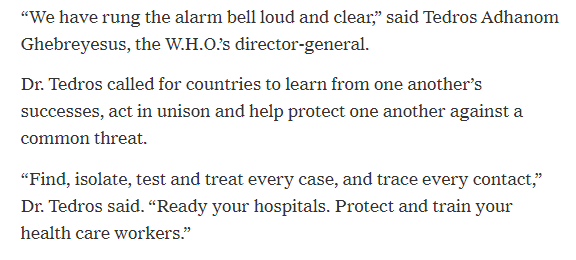 “We have rung the alarm bell loud and clear,” said Tedros Adhanom
Ghebreyesus, the W.H.O.’s director-general.
Dr. Tedros called for countries to learn from one another’s
successes, act in unison and help protect one another against a
common threat.
“Find, isolate, test and treat every case, and trace every contact,”
Dr. Tedros said. “Ready your hospitals. Protect and train your
health care workers.”